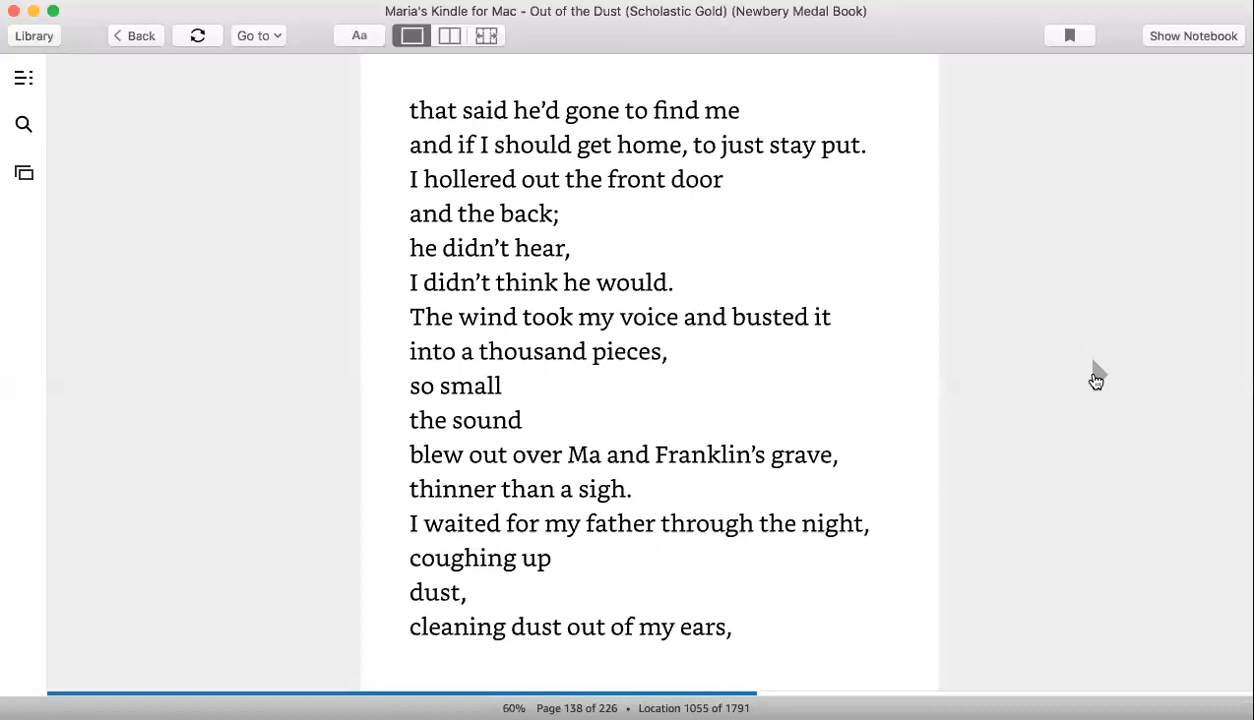 Maria's Kindle for Mac - Out of the Dust (Scholastic Gold) (Newbery Medal Book)
Library
Back
Go to
Aa
Show Notebook
that said he’d gone to find me
and if I should get home, to just stay put.
I hollered out the front door
and the back;
he didn’t hear,
I didn’t think he would.
The wind took my voice and busted it
into a thousand pieces,
so small
the sound
blew out over Ma and Franklin’s grave,
thinner than a sigh.
I waited for my father through the night,
coughing up
dust,
cleaning dust out of my ears,
60% Page 138 of 226 • Location 1055 of 1791